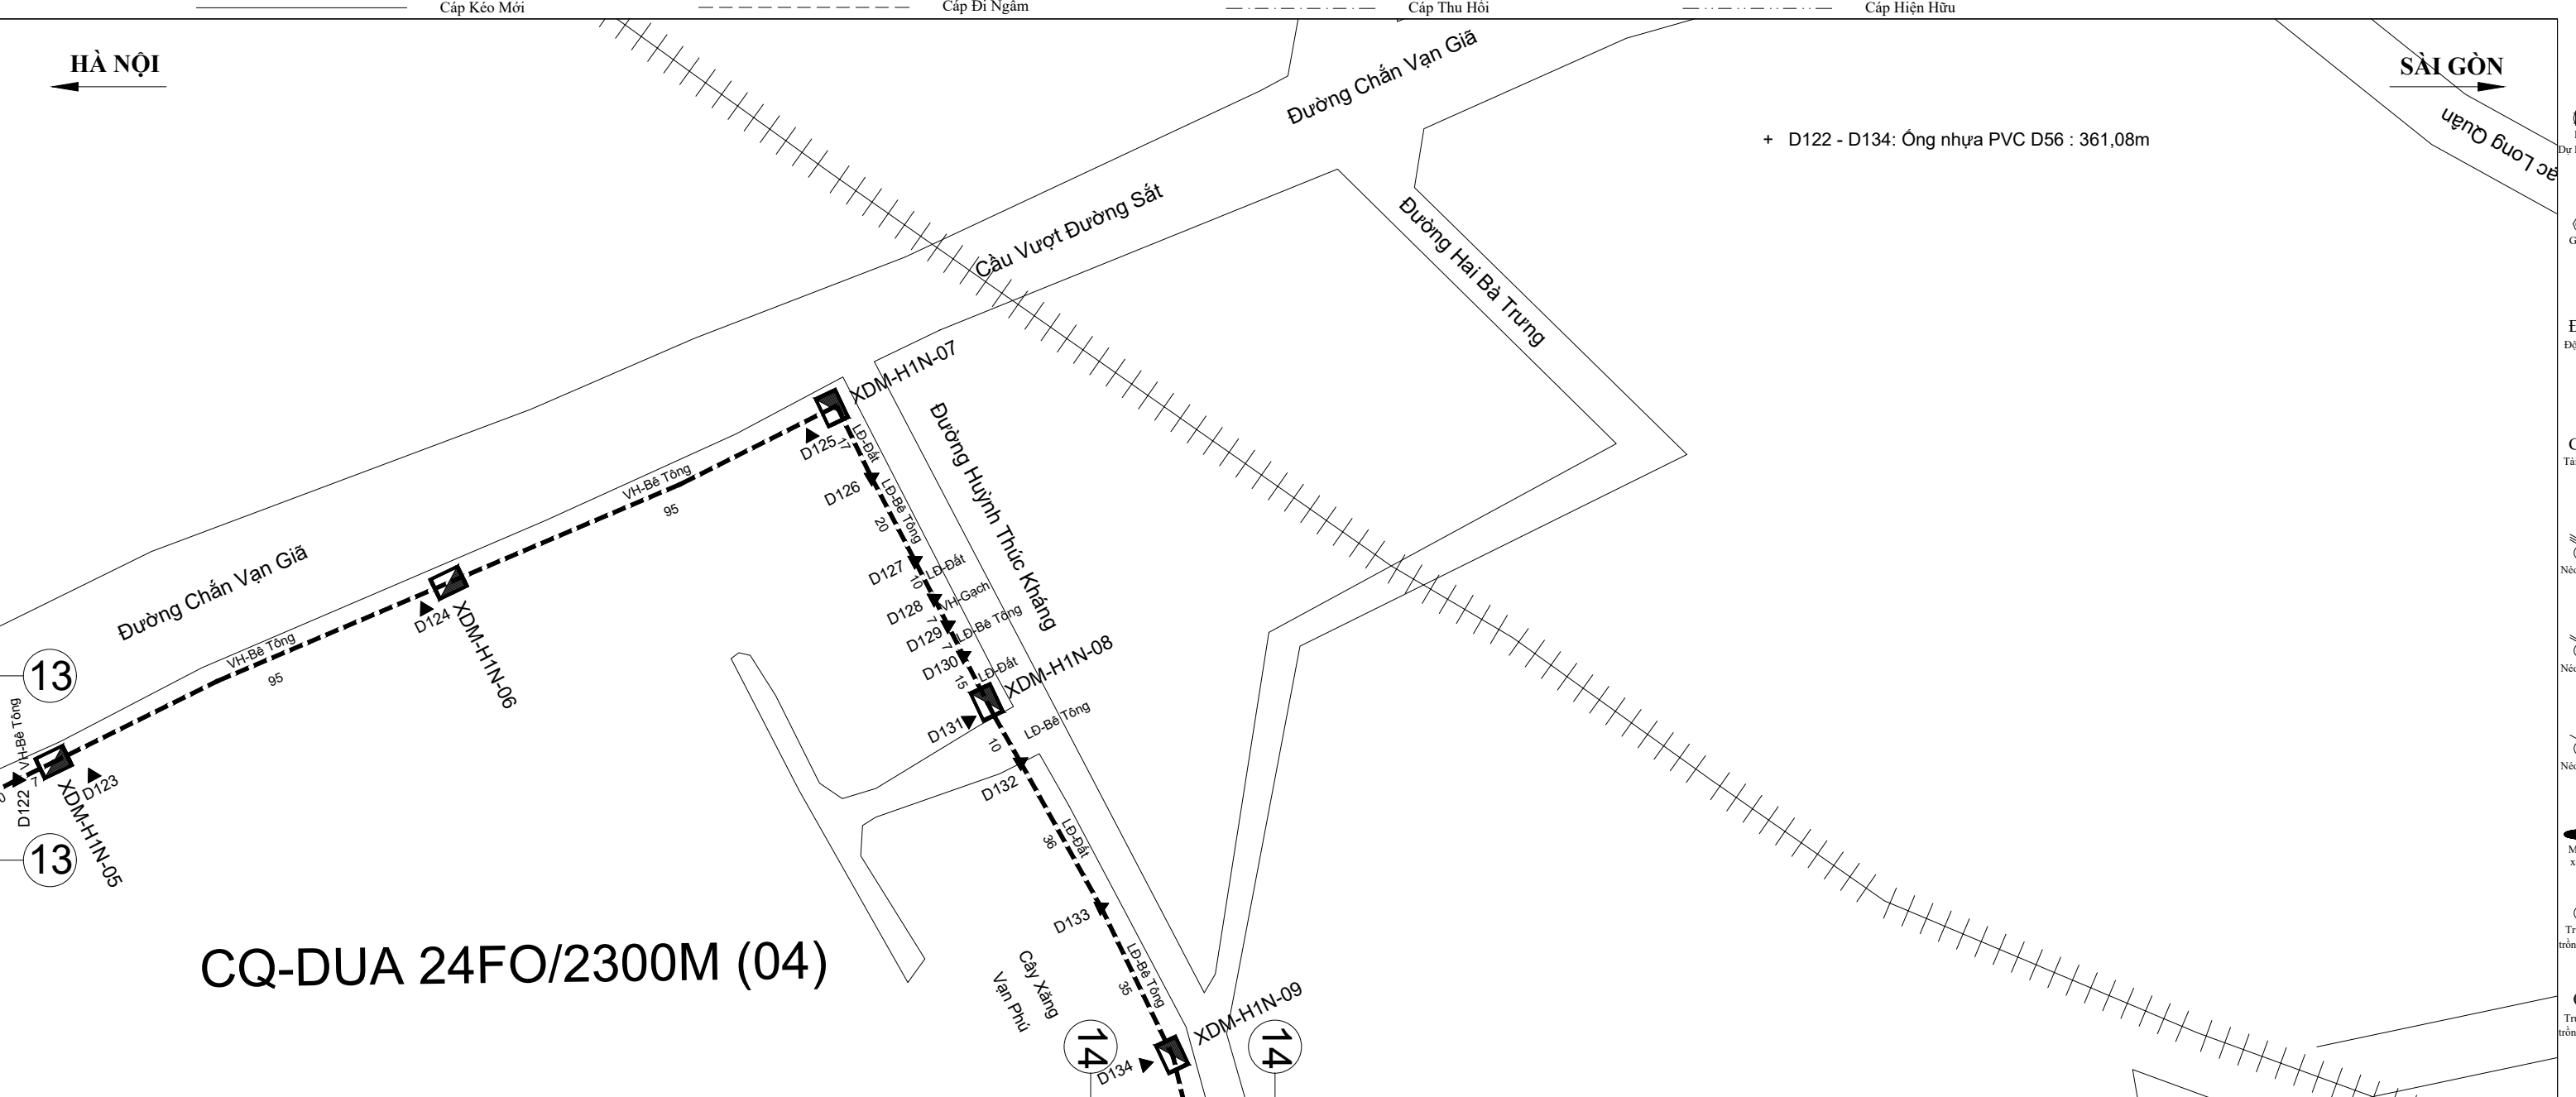 Cáp Kéo Mới
Cáp Đi Ngầm
Cáp Thu Hồi
Cáp Hiện Hữu
HÀ NỘI
SÀI GÒN
Đường Chắn Vạn Giã
+ D122 - D134: Ống nhựa PVC D56 : 361,08m
Long Quân
Cầu Vượt Đường Sắt
Đường Hai Bà Trưng
XDM-H1N-07
Đường Huỳnh Thúc Kháng
D125
17
LĐ-Đất
D126
LĐ-Bê Tông
20
VH-Bê Tông
95
D127
LĐ-Đất
10
D128
VH-Gạch
7
D129
LĐ-Bê Tông
7
D130
LĐ-Đất
15
XDM-H1N-08
D131
Đường Chắn Vạn Giã
D124
XDM-H1N-06
VH-Bê Tông
95
13
VH-Bê Tông
7
D122
D123
XDM-H1N-05
13
LĐ-Bê Tông
10
D132
LĐ-Đất
36
D133
LĐ-Bê Tông
35
CQ-DUA 24FO/2300M (04)
Cây Xăng
Vạn Phú
XDM-H1N-09
14
14
D134